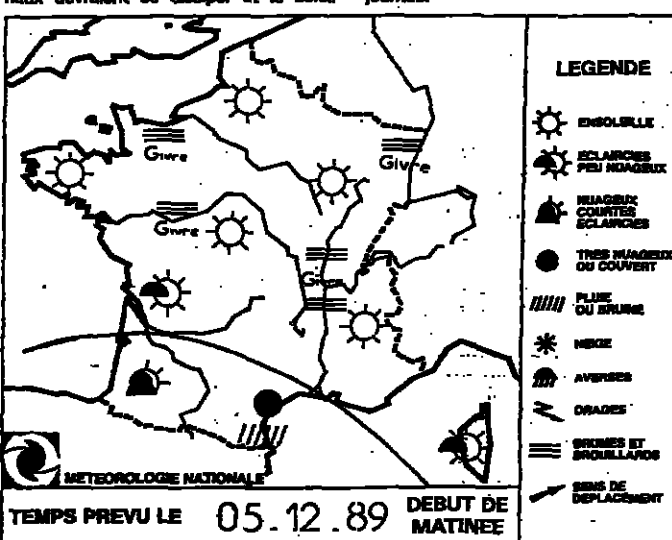 LEGENDE
ENSOLEILLE
ECLAIRCIES
PEU NUAGEUX
NUAGEUX
COURTES
ECLAIRCIES
TRES NUAGEUX
OU COUVERT
PLUIE
OU BRUINE
NEIGE
AVERSES
ORAGES
BRUMES ET
BROUILLARDS
SENS DE
DEPLACEMENT
Givre
Givre
Givre
METEOROLOGIE NATIONALE
TEMPS PREVU LE 05.12.89 DEBUT DE
MATINEE